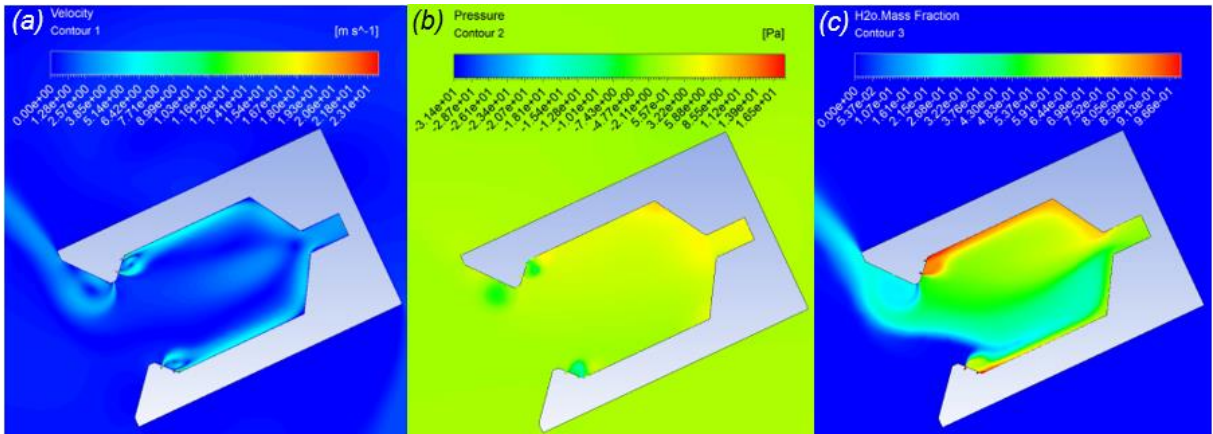 (a)
Velocity
Contour 1
[m s^-1]
0.00e+00
1.28e+00
2.57e+00
3.85e+00
5.14e+00
6.42e+00
7.71e+00
8.99e+00
1.03e+01
1.16e+01
1.28e+01
1.41e+01
1.54e+01
1.67e+01
1.80e+01
1.93e+01
2.06e+01
2.18e+01
2.31e+01
(b)
Pressure
Contour 2
[Pa]
-3.14e+01
-2.87e+01
-2.61e+01
-2.34e+01
-2.07e+01
-1.81e+01
-1.54e+01
-1.28e+01
-1.01e+01
-7.43e+00
-4.77e+00
-2.11e+00
5.57e-01
3.22e+00
5.88e+00
8.55e+00
1.12e+01
1.39e+01
1.65e+01
(c)
H2o.Mass Fraction
Contour 3
0.00e+00
5.37e-02
1.07e-01
1.61e-01
2.15e-01
2.68e-01
3.22e-01
3.76e-01
4.30e-01
4.83e-01
5.37e-01
5.91e-01
6.44e-01
6.98e-01
7.52e-01
8.05e-01
8.59e-01
9.13e-01
9.66e-01